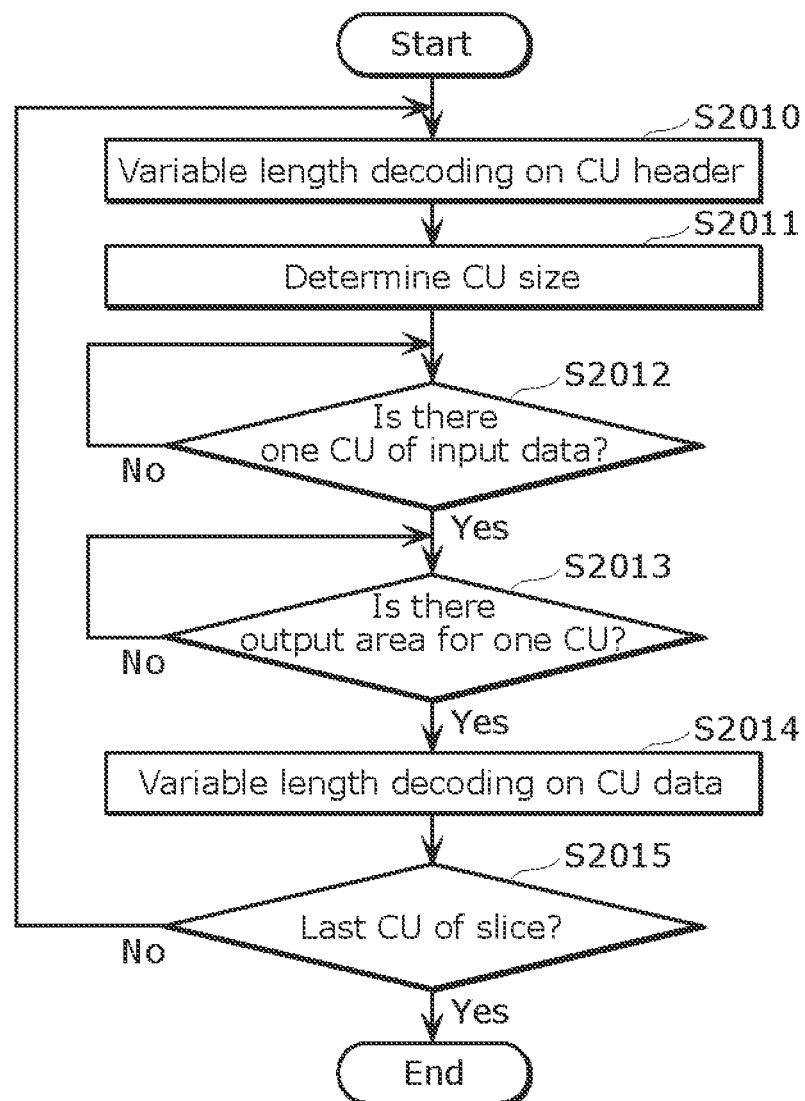 Start
S2010
Variable length decoding on CU header
S2011
Determine CU size
S2012
Is there
one CU of input data?
No
Yes
S2013
Is there
output area for one CU?
No
Yes
S2014
Variable length decoding on CU data
S2015
Last CU of slice?
No
Yes
End